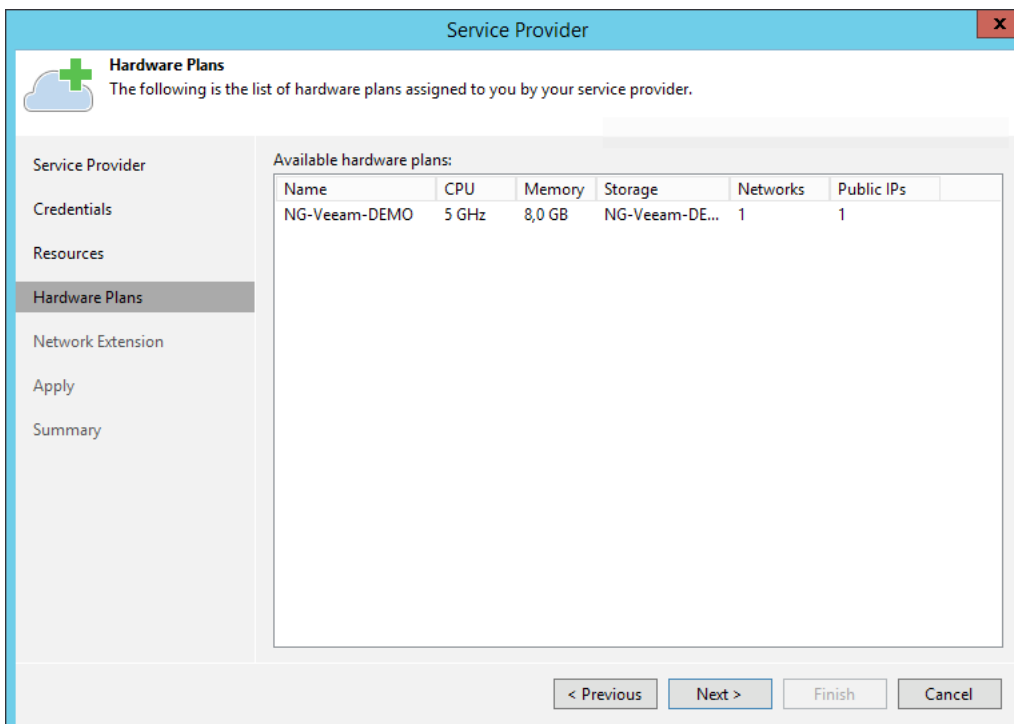 Service Provider
x
Hardware Plans
The following is the list of hardware plans assigned to you by your service provider.
Service Provider
Credentials
Resources
Hardware Plans
Network Extension
Apply
Summary
Available hardware plans:
Name CPU Memory Storage Networks Public IPs
NG-Veeam-DEMO 5 GHz 8,0 GB NG-Veeam-DE... 1 1
< Previous Next > Finish Cancel